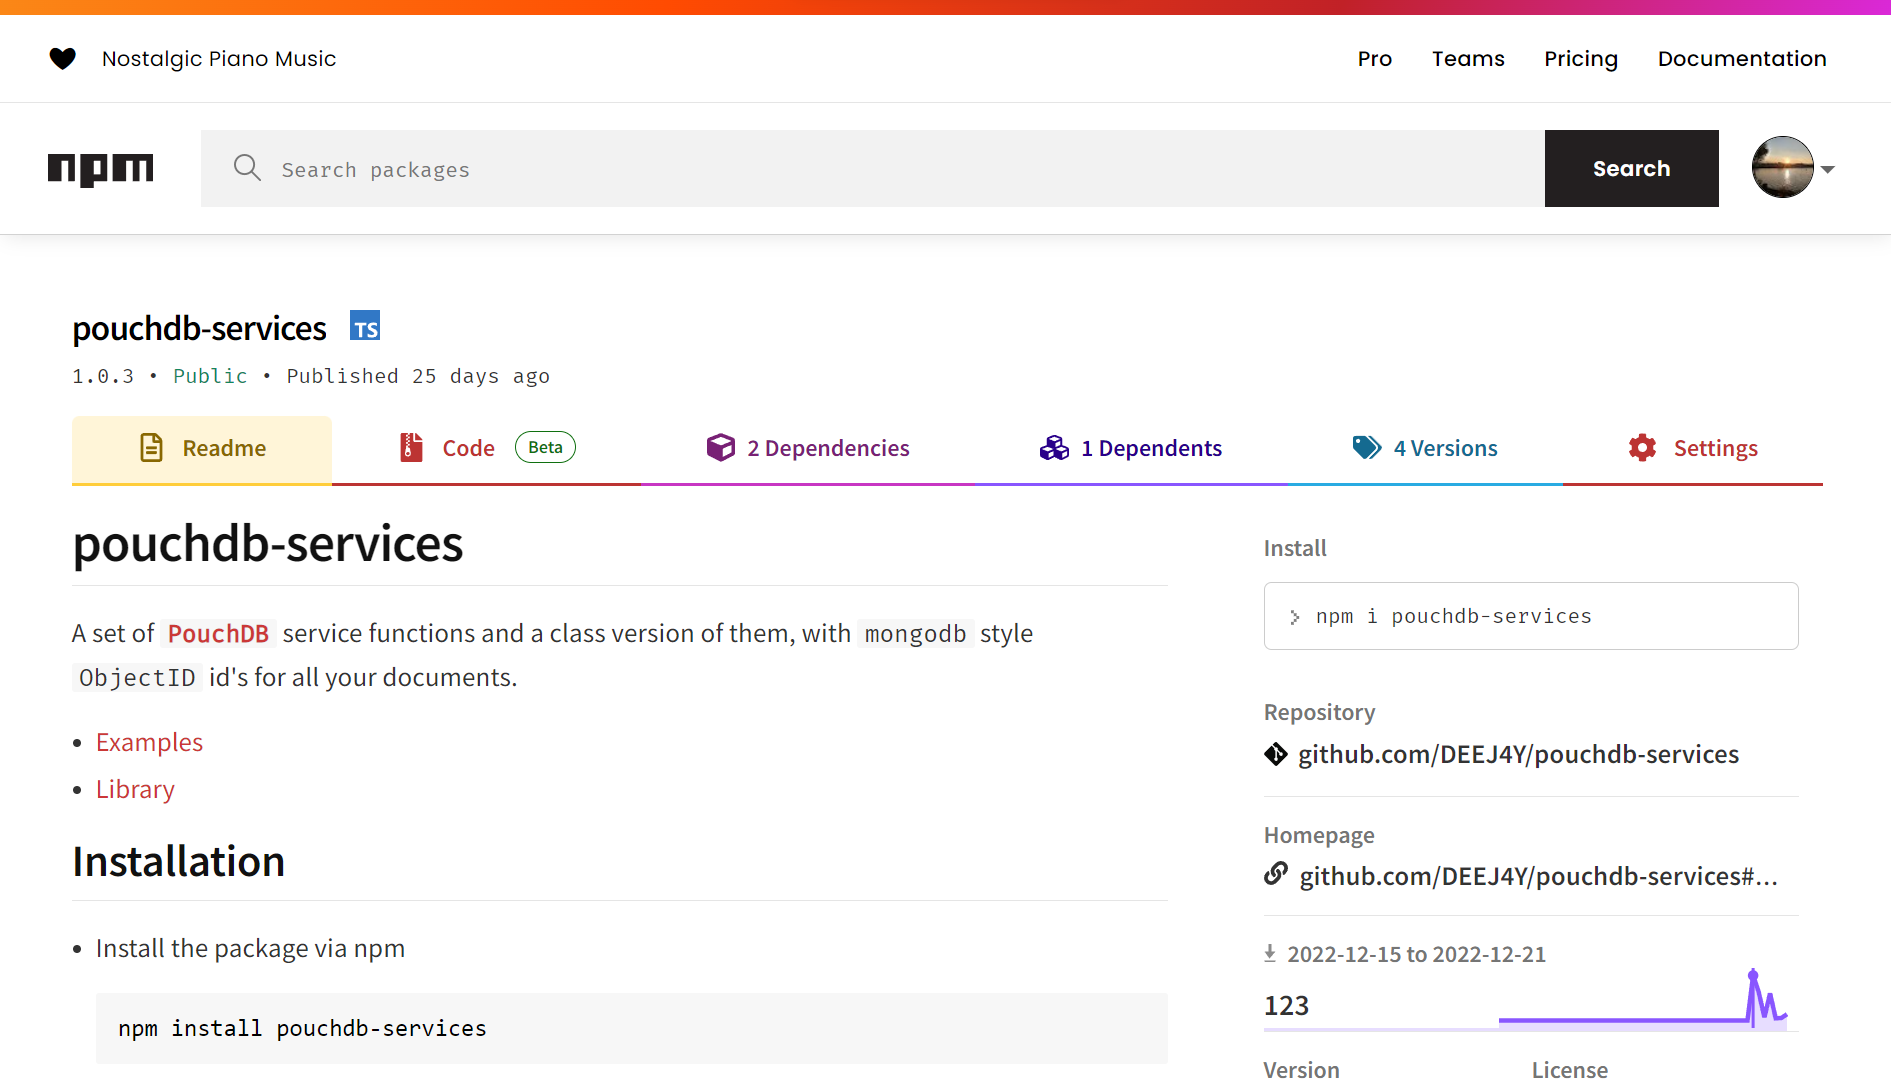 Nostalgic Piano Music
Pro Teams Pricing Documentation
npm
Search packages
Search
pouchdb-services TS
1.0.3 • Public • Published 25 days ago
Readme Code Beta 2 Dependencies 1 Dependents 4 Versions Settings
pouchdb-services
A set of PouchDB service functions and a class version of them, with mongodb style
ObjectID id's for all your documents.
• Examples
• Library
Installation
• Install the package via npm
npm install pouchdb-services
Install
npm i pouchdb-services
Repository
github.com/DEEJ4Y/pouchdb-services
Homepage
github.com/DEEJ4Y/pouchdb-services#...
2022-12-15 to 2022-12-21
123
Version License